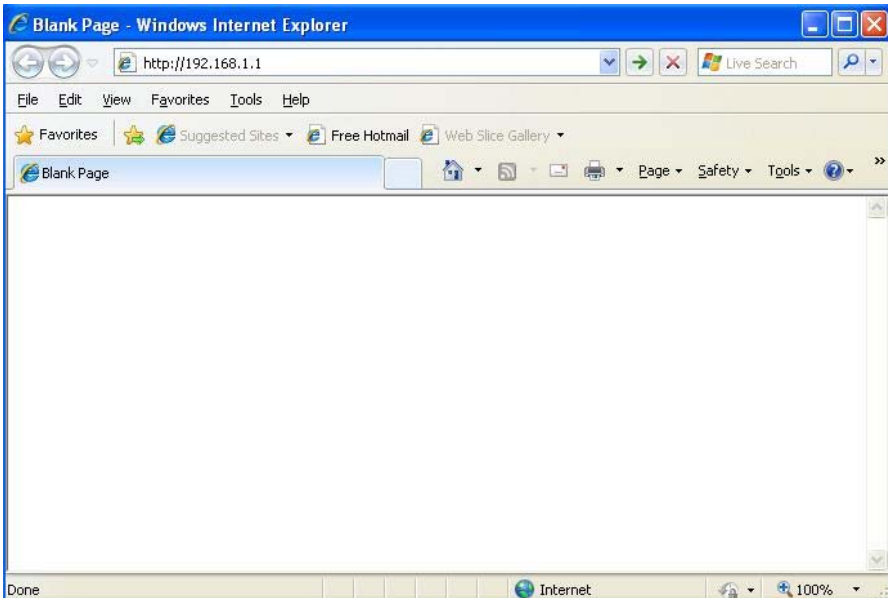 Blank Page - Windows Internet Explorer
http://192.168.1.1 Live Search
File Edit View Favorites Tools Help
Favorites Suggested Sites Free Hotmail Web Slice Gallery
Blank Page Page Safety Tools »
Done Internet 100%